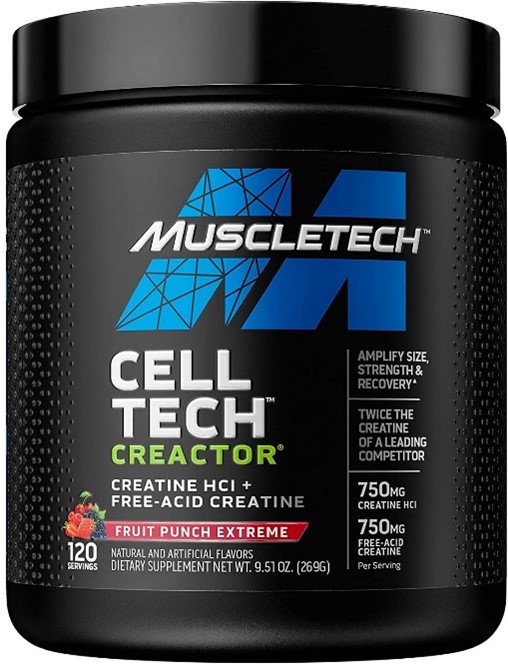 MUSCLETECH™
CELL
TECH™
CREACTOR®
CREATINE HCl +
FREE-ACID CREATINE
FRUIT PUNCH EXTREME
120
SERVINGS
NATURAL AND ARTIFICIAL FLAVORS
DIETARY SUPPLEMENT NET WT. 9.51 OZ. (269G)
AMPLIFY SIZE,
STRENGTH &
RECOVERY▲
TWICE THE
CREATINE
OF A LEADING
COMPETITOR
750MG
CREATINE HCl
750MG
FREE-ACID
CREATINE
Per Serving